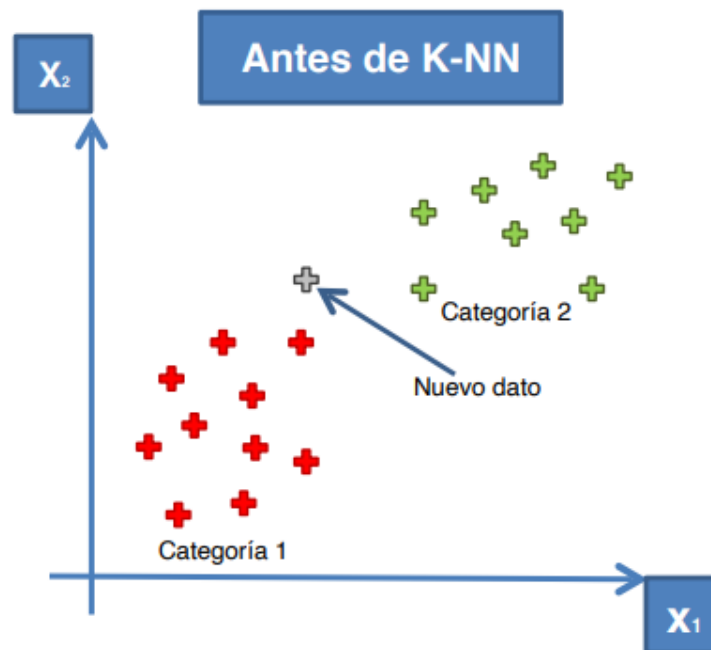 Antes de K-NN
X₂
Categoría 2
Nuevo dato
Categoría 1
X₁